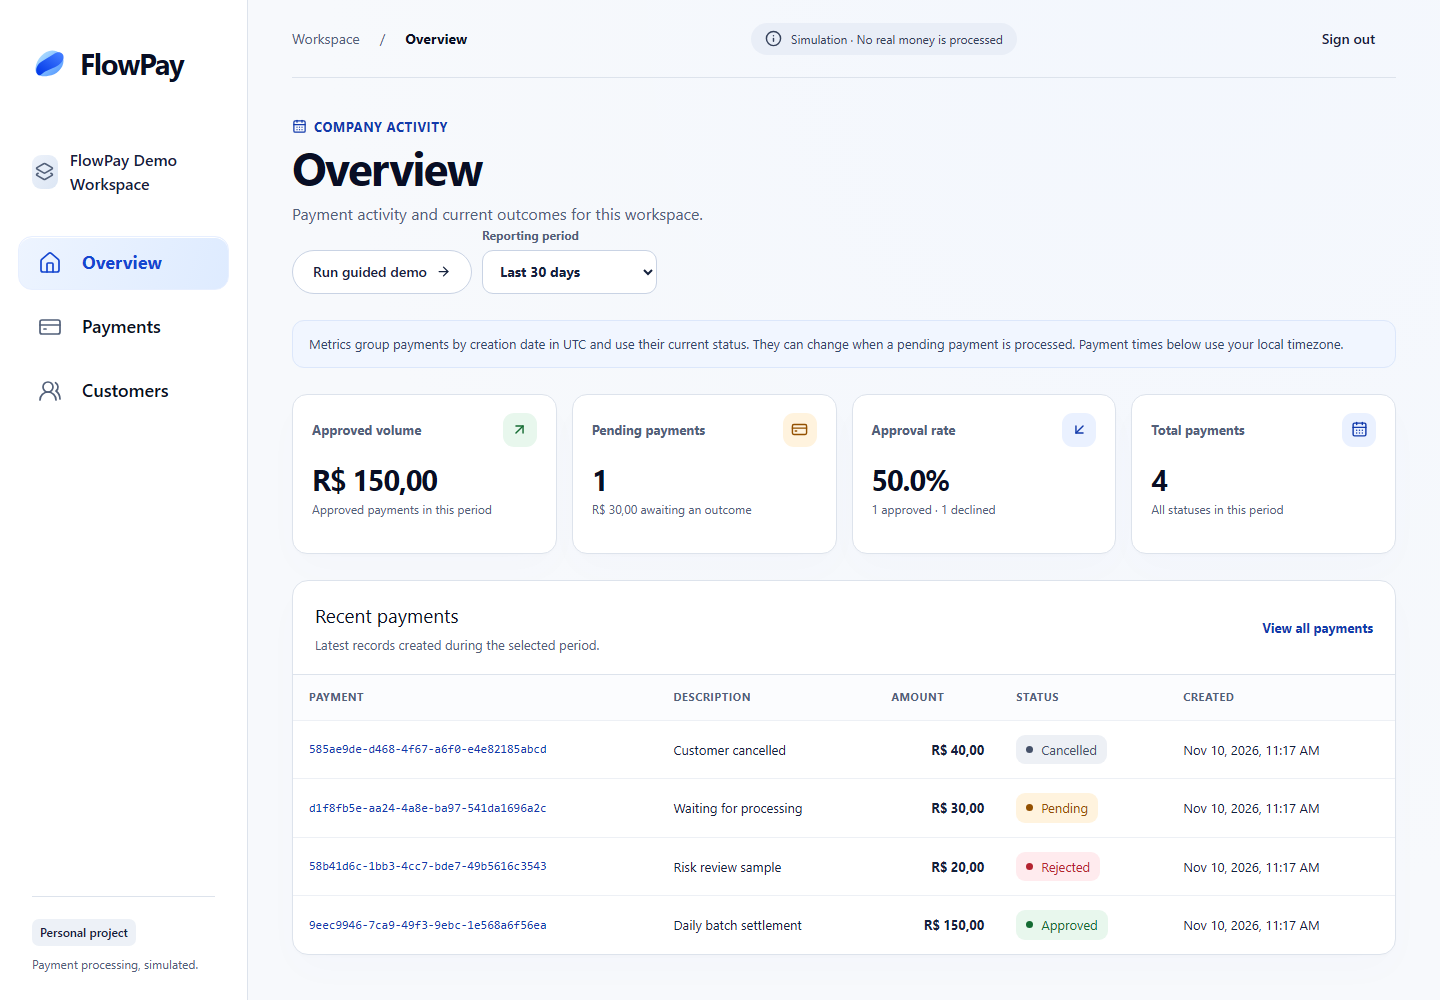 FlowPay
FlowPay Demo
Workspace
Overview
Payments
Customers
Personal project
Payment processing, simulated.
Workspace / Overview
Simulation · No real money is processed
Sign out
COMPANY ACTIVITY
Overview
Payment activity and current outcomes for this workspace.
Reporting period
Run guided demo →
Last 30 days
Metrics group payments by creation date in UTC and use their current status. They can change when a pending payment is processed. Payment times below use your local timezone.
Approved volume
R$ 150,00
Approved payments in this period
Pending payments
1
R$ 30,00 awaiting an outcome
Approval rate
50.0%
1 approved · 1 declined
Total payments
4
All statuses in this period
Recent payments
Latest records created during the selected period.
View all payments
PAYMENT DESCRIPTION AMOUNT STATUS CREATED
585ae9de-d468-4f67-a6f0-e4e82185abcd Customer cancelled R$ 40,00 Cancelled Nov 10, 2026, 11:17 AM
d1f8fb5e-aa24-4a8e-ba97-541da1696a2c Waiting for processing R$ 30,00 Pending Nov 10, 2026, 11:17 AM
58b41d6c-1bb3-4cc7-bde7-49b5616c3543 Risk review sample R$ 20,00 Rejected Nov 10, 2026, 11:17 AM
9eec9946-7ca9-49f3-9ebc-1e568a6f56ea Daily batch settlement R$ 150,00 Approved Nov 10, 2026, 11:17 AM